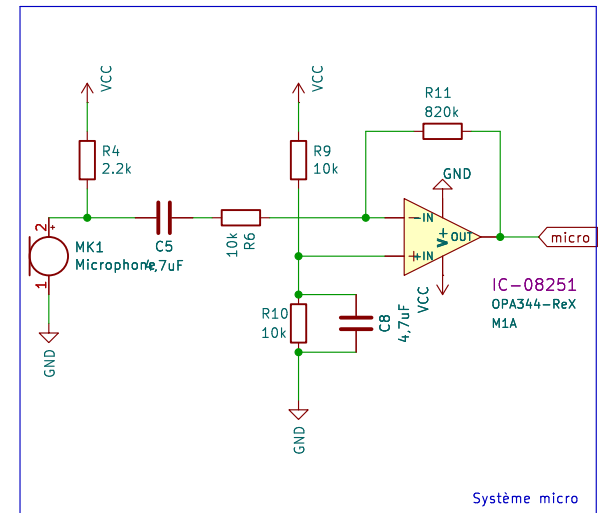 VCC
VCC
R11
820k
R4
2.2k
R9
10k
GND
2
+
−IN
V+
OUT
+IN
micro
MK1
Microphone
1
C5
4,7uF
10k
R6
R10
10k
C8
4,7uF
VCC
IC-08251
OPA344-ReX
M1A
GND
GND
Système micro